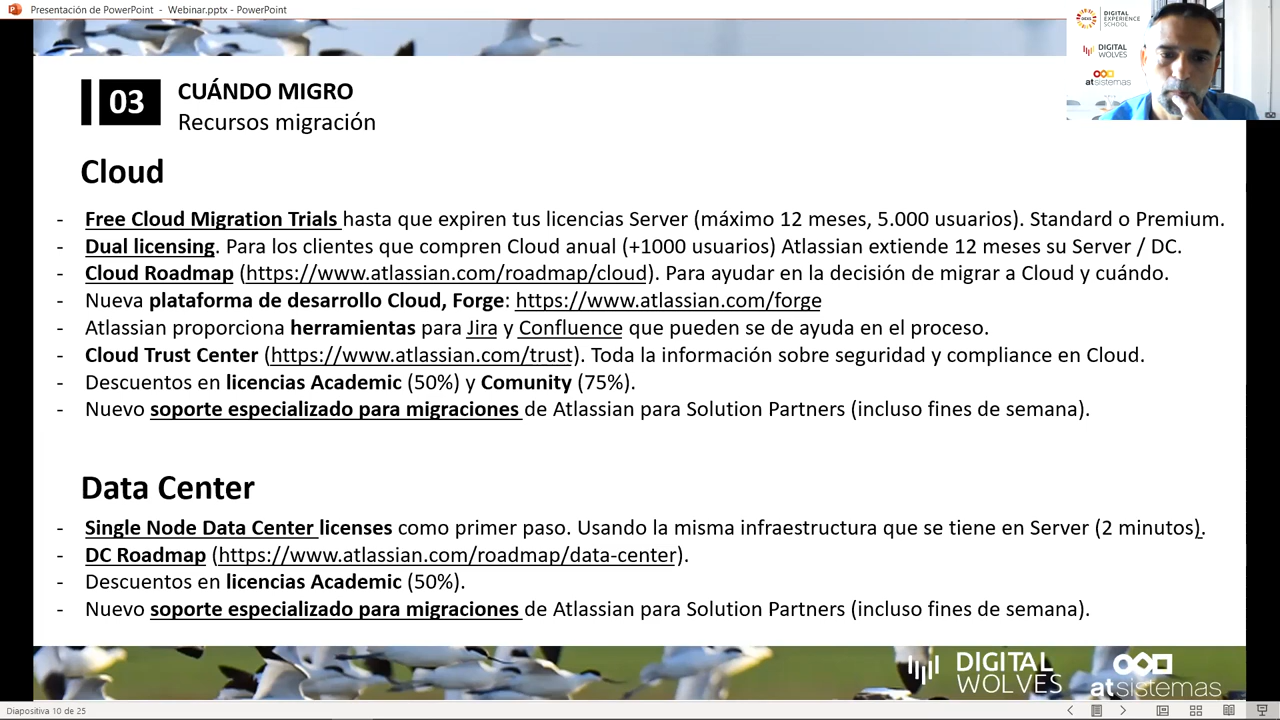 Presentación de PowerPoint - Webinar.pptx - PowerPoint
DIGITAL
EXPERIENCE
SCHOOL
DIGITAL
WOLVES
atsistemas
03
CUÁNDO MIGRO
Recursos migración
Cloud
- Free Cloud Migration Trials hasta que expiren tus licencias Server (máximo 12 meses, 5.000 usuarios). Standard o Premium.
- Dual licensing. Para los clientes que compren Cloud anual (+1000 usuarios) Atlassian extiende 12 meses su Server / DC.
- Cloud Roadmap (https://www.atlassian.com/roadmap/cloud). Para ayudar en la decisión de migrar a Cloud y cuándo.
- Nueva plataforma de desarrollo Cloud, Forge: https://www.atlassian.com/forge
- Atlassian proporciona herramientas para Jira y Confluence que pueden se de ayuda en el proceso.
- Cloud Trust Center (https://www.atlassian.com/trust). Toda la información sobre seguridad y compliance en Cloud.
- Descuentos en licencias Academic (50%) y Comunity (75%).
- Nuevo soporte especializado para migraciones de Atlassian para Solution Partners (incluso fines de semana).
Data Center
- Single Node Data Center licenses como primer paso. Usando la misma infraestructura que se tiene en Server (2 minutos).
- DC Roadmap (https://www.atlassian.com/roadmap/data-center).
- Descuentos en licencias Academic (50%).
- Nuevo soporte especializado para migraciones de Atlassian para Solution Partners (incluso fines de semana).
DIGITAL
WOLVES
atsistemas
Diapositiva 10 de 25